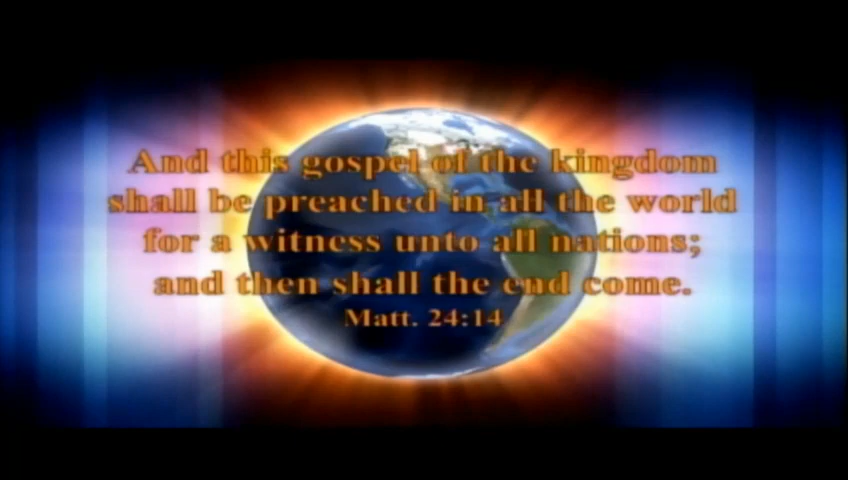 And this gospel of the kingdom
shall be preached in all the world
for a witness unto all nations;
and then shall the end come.
Matt. 24:14